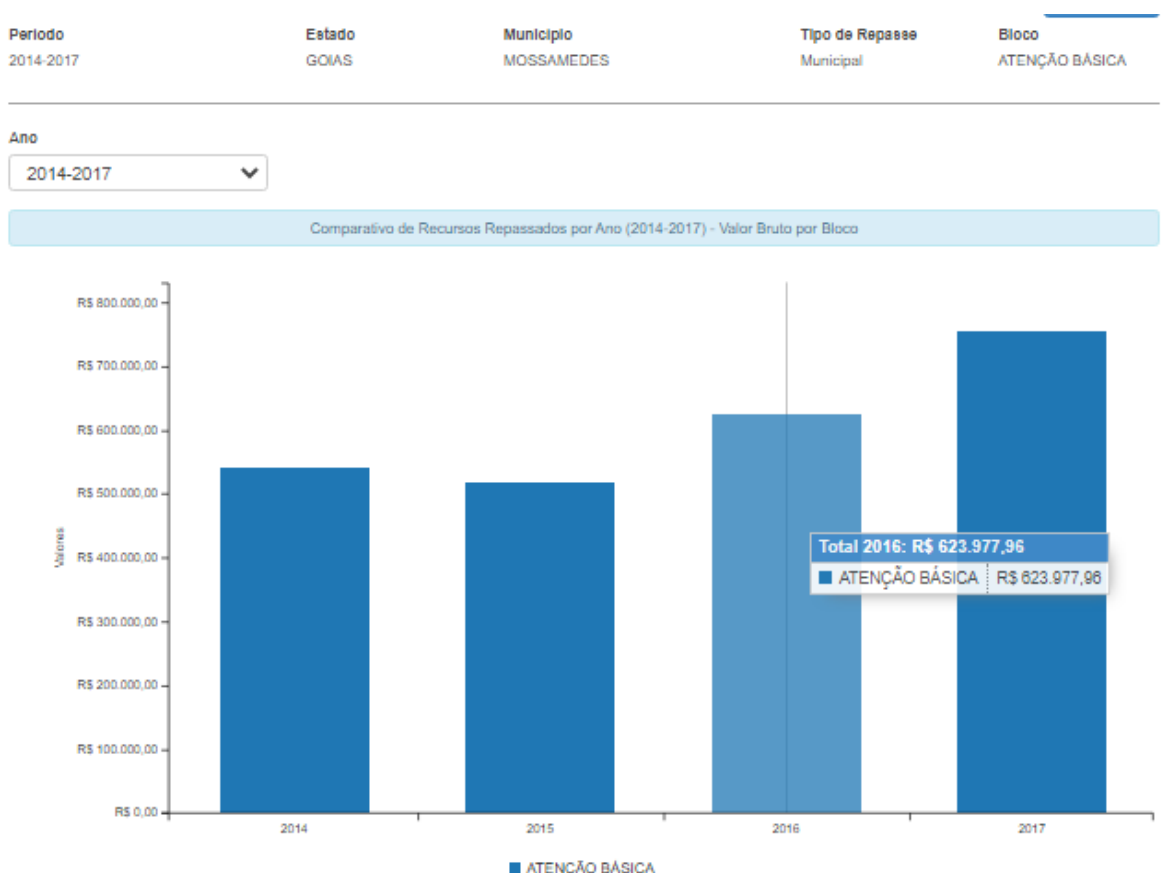 Período Estado Município Tipo de Repasse Bloco
2014-2017 GOIAS MOSSAMEDES Municipal ATENÇÃO BÁSICA
Ano
2014-2017
Comparativo de Recursos Repassados por Ano (2014-2017) - Valor Bruto por Bloco
R$ 800.000,00
R$ 700.000,00
R$ 600.000,00
R$ 500.000,00
Valores
R$ 400.000,00
Total 2016: R$ 623.977,96
ATENÇÃO BÁSICA R$ 623.977,96
R$ 300.000,00
R$ 200.000,00
R$ 100.000,00
R$ 0,00
2014 2015 2016 2017
ATENÇÃO BÁSICA